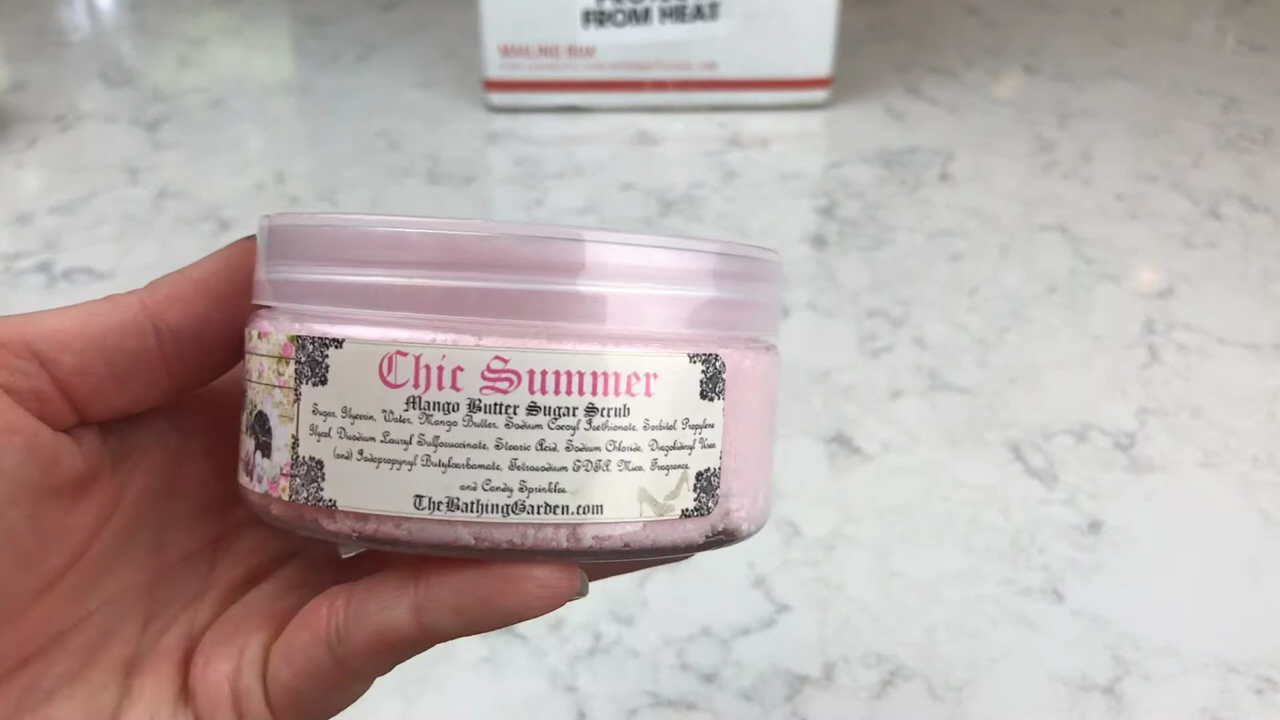 FROM HEAT
Chic Summer
Mango Butter Sugar Scrub
Sugar, Glycerin, Water, Mango Butter, Sodium Cocoyl Isethionate, Sorbitol, Propylene
Glycol, Disodium Lauryl Sulfosuccinate, Stearic Acid, Sodium Chloride, Diazolidinyl Urea
(and) Iodopropynyl Butylcarbamate, Tetrasodium EDTA, Mica, Fragrance,
and Candy Sprinkles.
TheBathingGarden.com